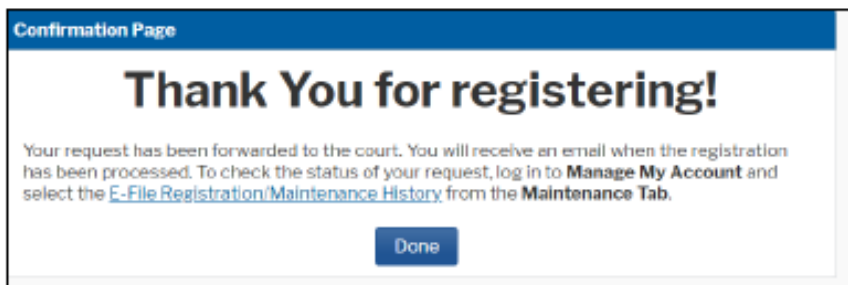 Confirmation Page
Thank You for registering!
Your request has been forwarded to the court. You will receive an email when the registration
has been processed. To check the status of your request, log in to Manage My Account and
select the E-File Registration/Maintenance History from the Maintenance Tab.
Done